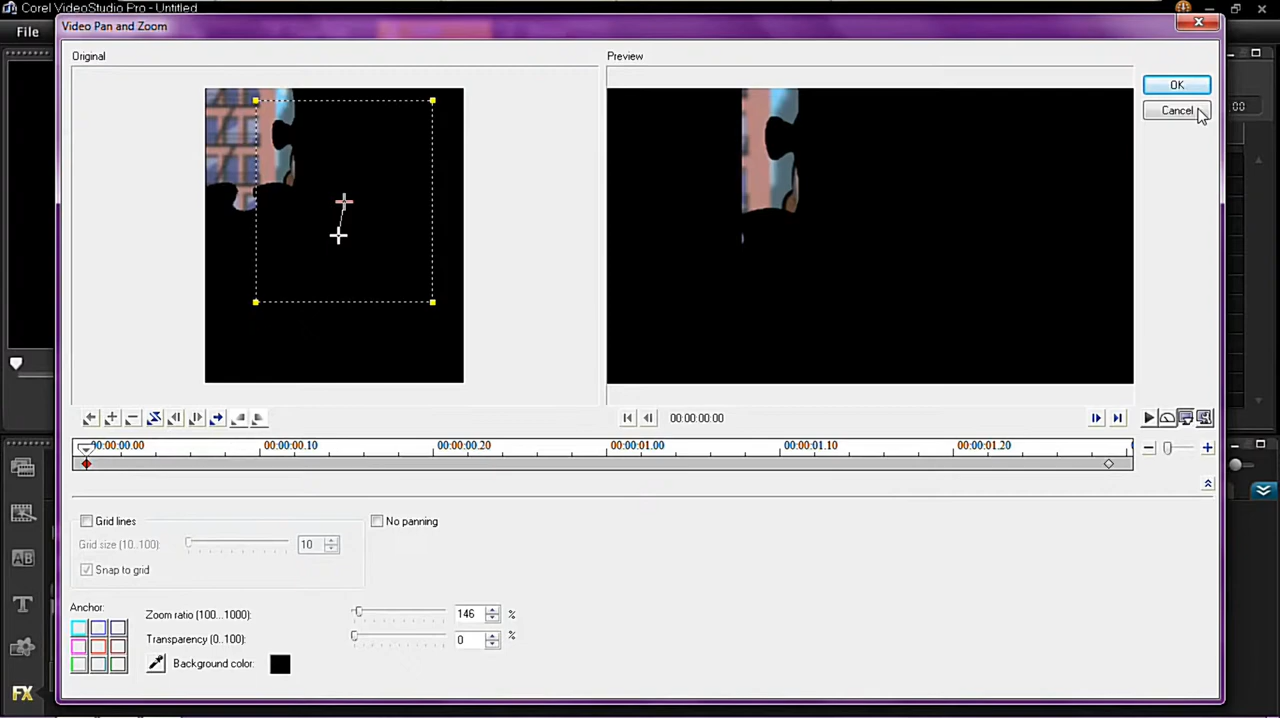 Corel VideoStudio Pro - Untitled
File
Video Pan and Zoom
Original
Preview
OK
Cancel
:00
00:00:00:00
00:00:00.00
00:00:00.10
00:00:00.20
00:00:01.00
00:00:01.10
00:00:01.20
Grid lines
No panning
Grid size (10..100):
10
Snap to grid
Anchor:
Zoom ratio (100...1000):
146
%
Transparency (0..100):
0
%
Background color:
AB
T
FX